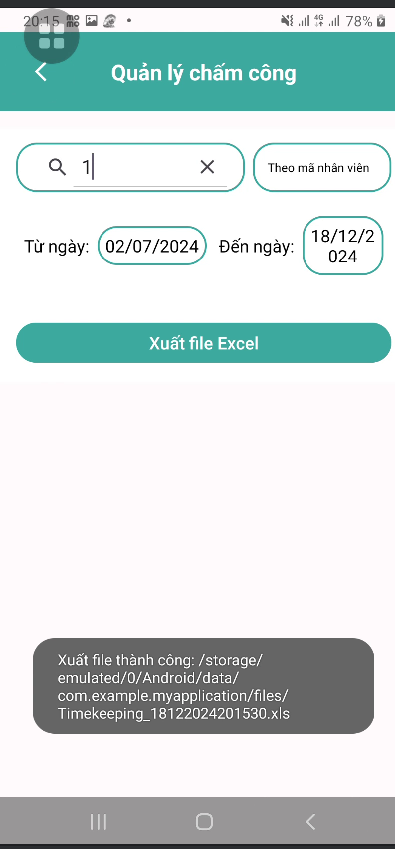 20:15 4G 78%
Quản lý chấm công
1 Theo mã nhân viên
Từ ngày: 02/07/2024 Đến ngày: 18/12/2
024
Xuất file Excel
Xuất file thành công: /storage/
emulated/0/Android/data/
com.example.myapplication/files/
Timekeeping_18122024201530.xls